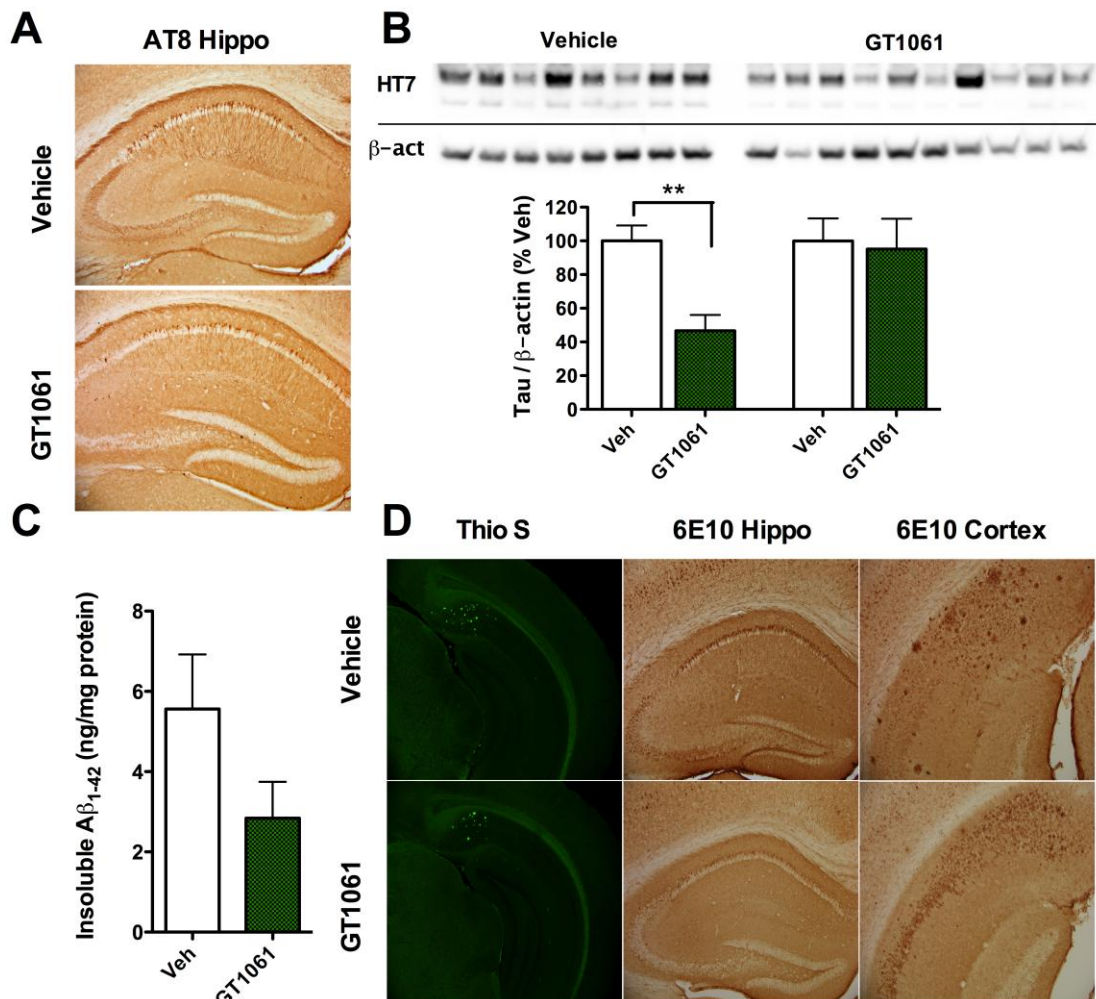 A
AT8 Hippo
Vehicle
GT1061
B
Vehicle GT1061
HT7
β-act
**
Tau / β-actin (% Veh)
120
100
80
60
40
20
0
Veh
GT1061
Veh
GT1061
C
Insoluble Aβ1-42 (ng/mg protein)
8
6
4
2
0
Veh
GT1061
D
Thio S 6E10 Hippo 6E10 Cortex
Vehicle
GT1061